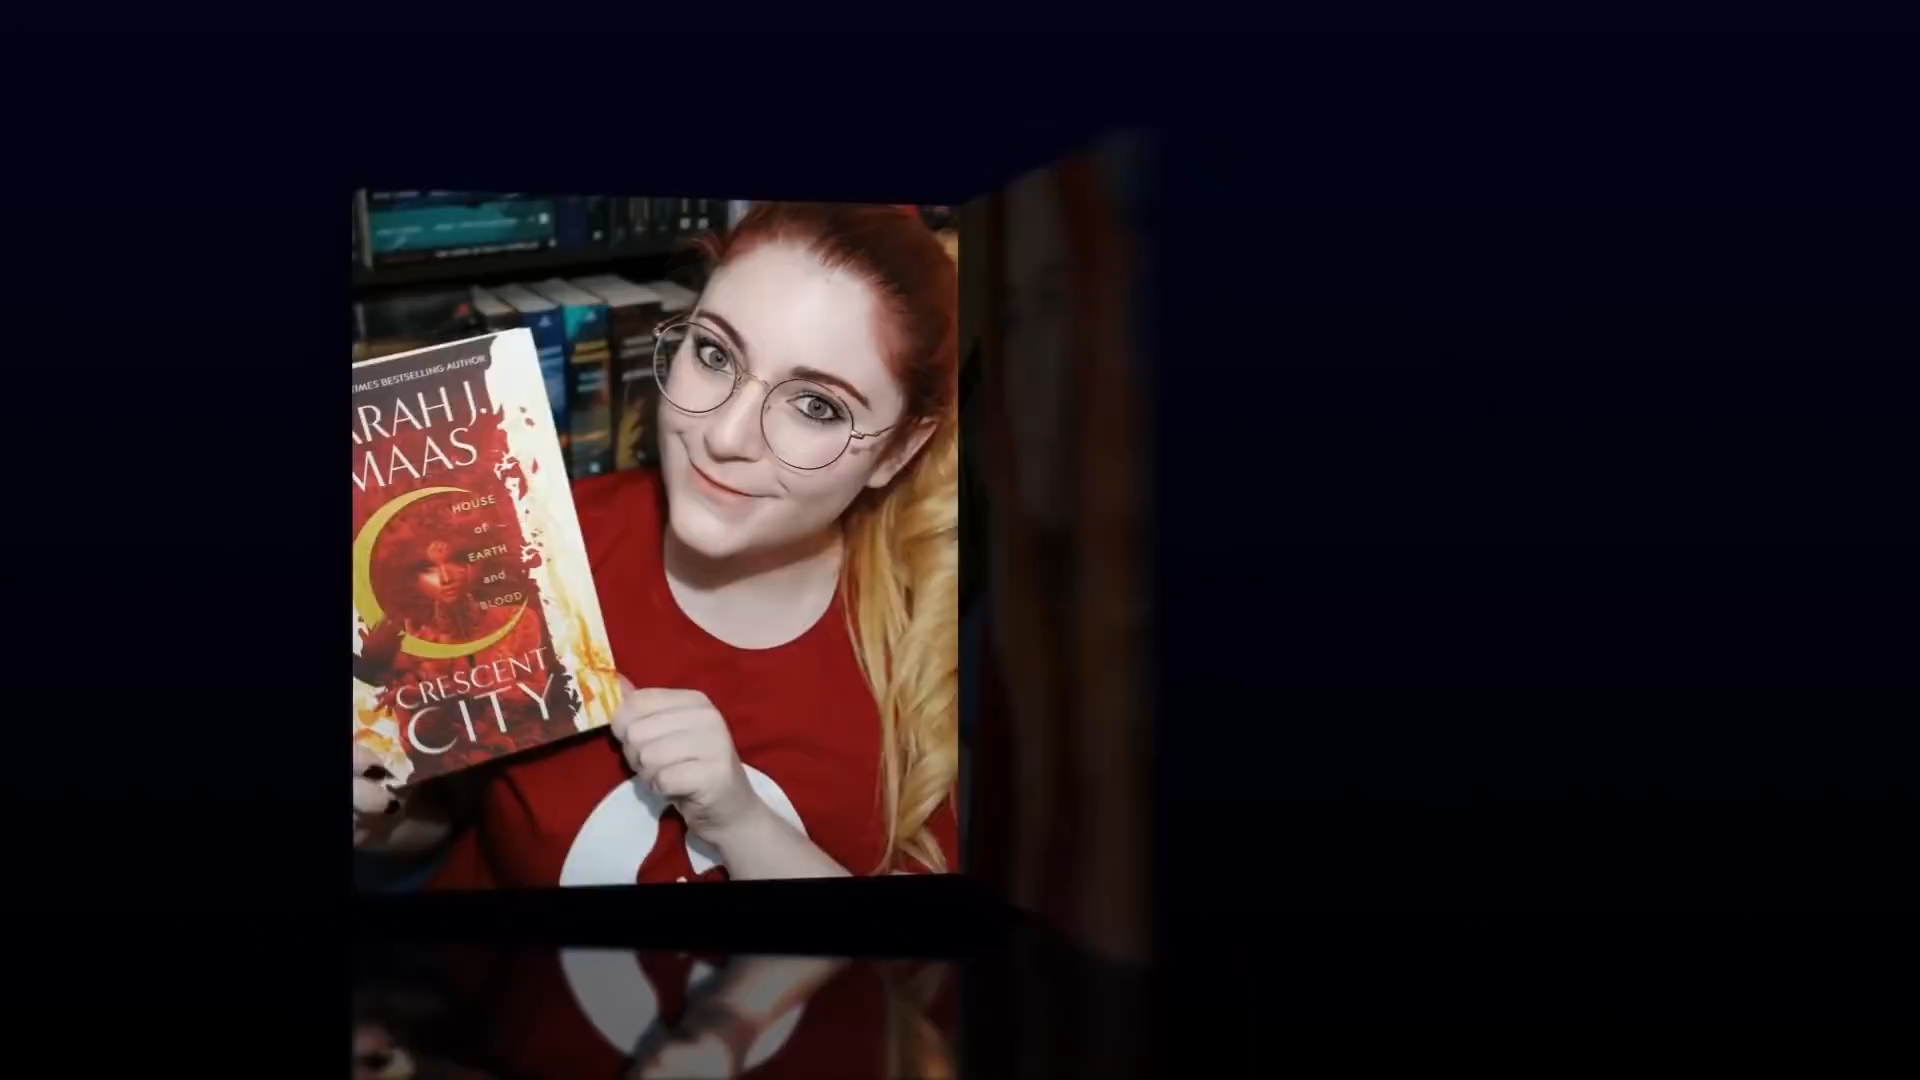 TIMES BESTSELLING AUTHOR
ARAH J.
MAAS
HOUSE
of
EARTH
and
BLOOD
CRESCENT
CITY